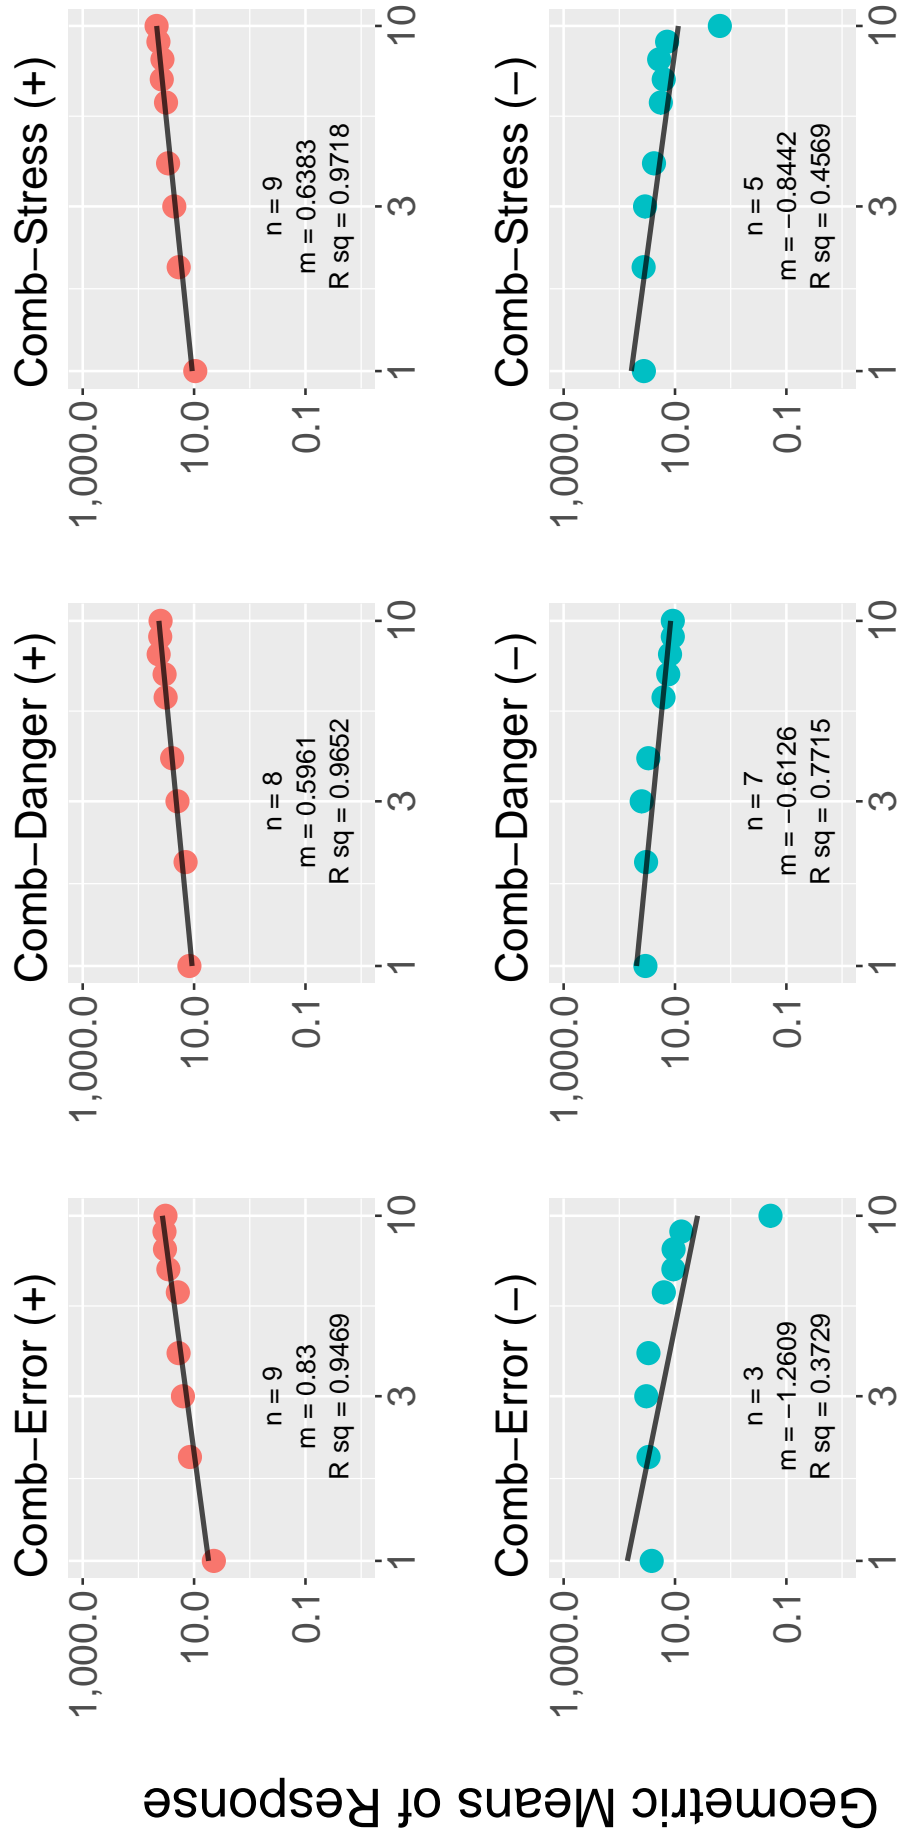 Geometric Means of Response
Comb−Error (+)
1,000.0
10.0
0.1
n = 9
m = 0.83
R sq = 0.9469
1
3
10
Comb−Danger (+)
1,000.0
10.0
0.1
n = 8
m = 0.5961
R sq = 0.9652
1
3
10
Comb−Stress (+)
1,000.0
10.0
0.1
n = 9
m = 0.6383
R sq = 0.9718
1
3
10
Comb−Error (−)
1,000.0
10.0
0.1
n = 3
m = −1.2609
R sq = 0.3729
1
3
10
Comb−Danger (−)
1,000.0
10.0
0.1
n = 7
m = −0.6126
R sq = 0.7715
1
3
10
Comb−Stress (−)
1,000.0
10.0
0.1
n = 5
m = −0.8442
R sq = 0.4569
1
3
10